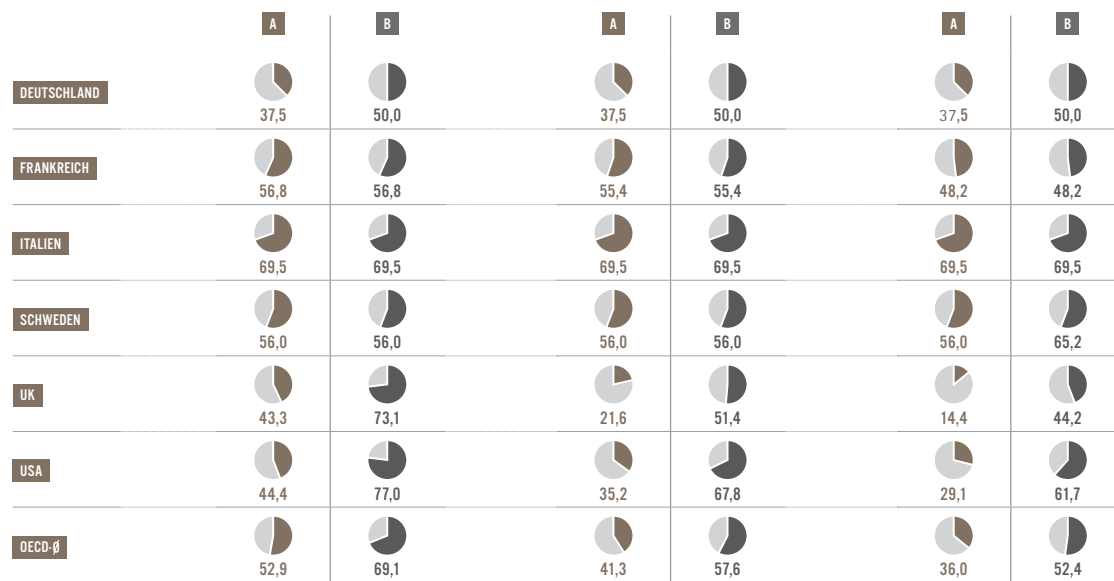 A B A B A B
DEUTSCHLAND
37,5 50,0 37,5 50,0 37,5 50,0
FRANKREICH
56,8 56,8 55,4 55,4 48,2 48,2
ITALIEN
69,5 69,5 69,5 69,5 69,5 69,5
SCHWEDEN
56,0 56,0 56,0 56,0 56,0 65,2
UK
43,3 73,1 21,6 51,4 14,4 44,2
USA
44,4 77,0 35,2 67,8 29,1 61,7
OECD-Ø
52,9 69,1 41,3 57,6 36,0 52,4